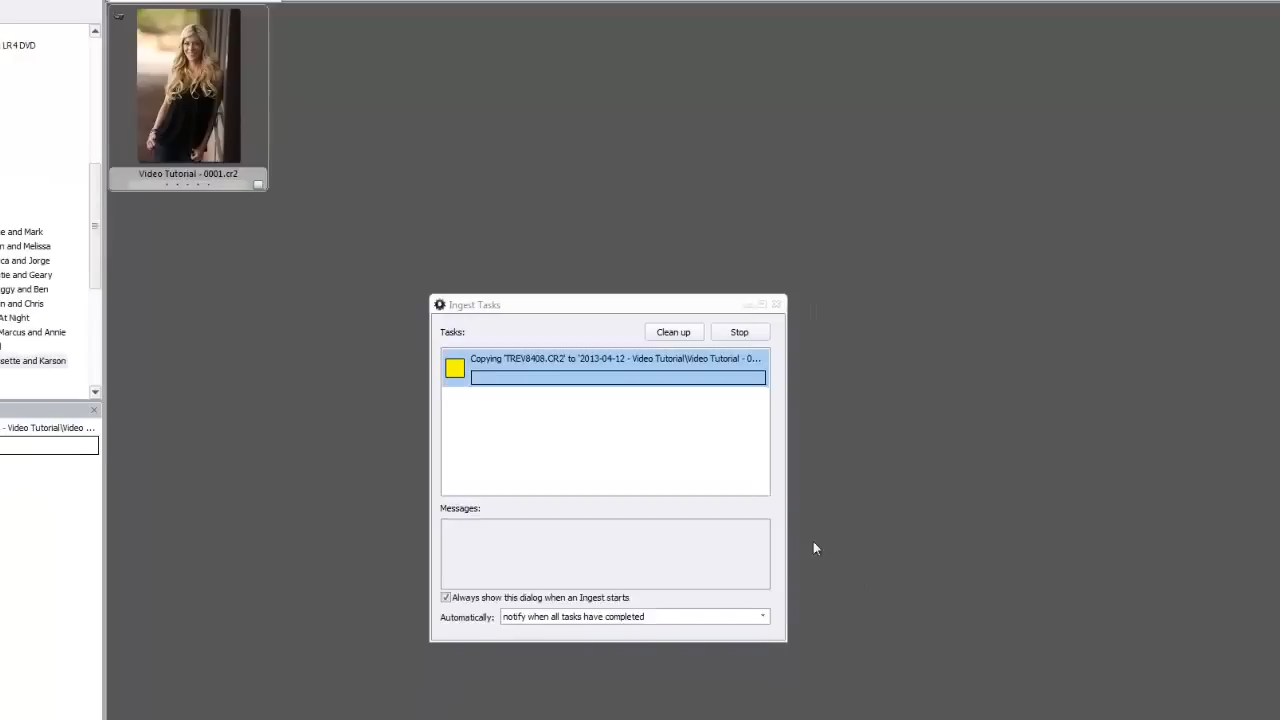 LR4 DVD
Video Tutorial - 0001.cr2
e and Mark
n and Melissa
ca and Jorge
tie and Geary
ggy and Ben
n and Chris
At Night
Marcus and Annie
sette and Karson
- Video Tutorial\Video ...
Ingest Tasks
Tasks:
Clean up
Stop
Copying 'TREV8408.CR2' to '2013-04-12 - Video Tutorial\Video Tutorial - 0...
Messages:
Always show this dialog when an Ingest starts
Automatically:
notify when all tasks have completed